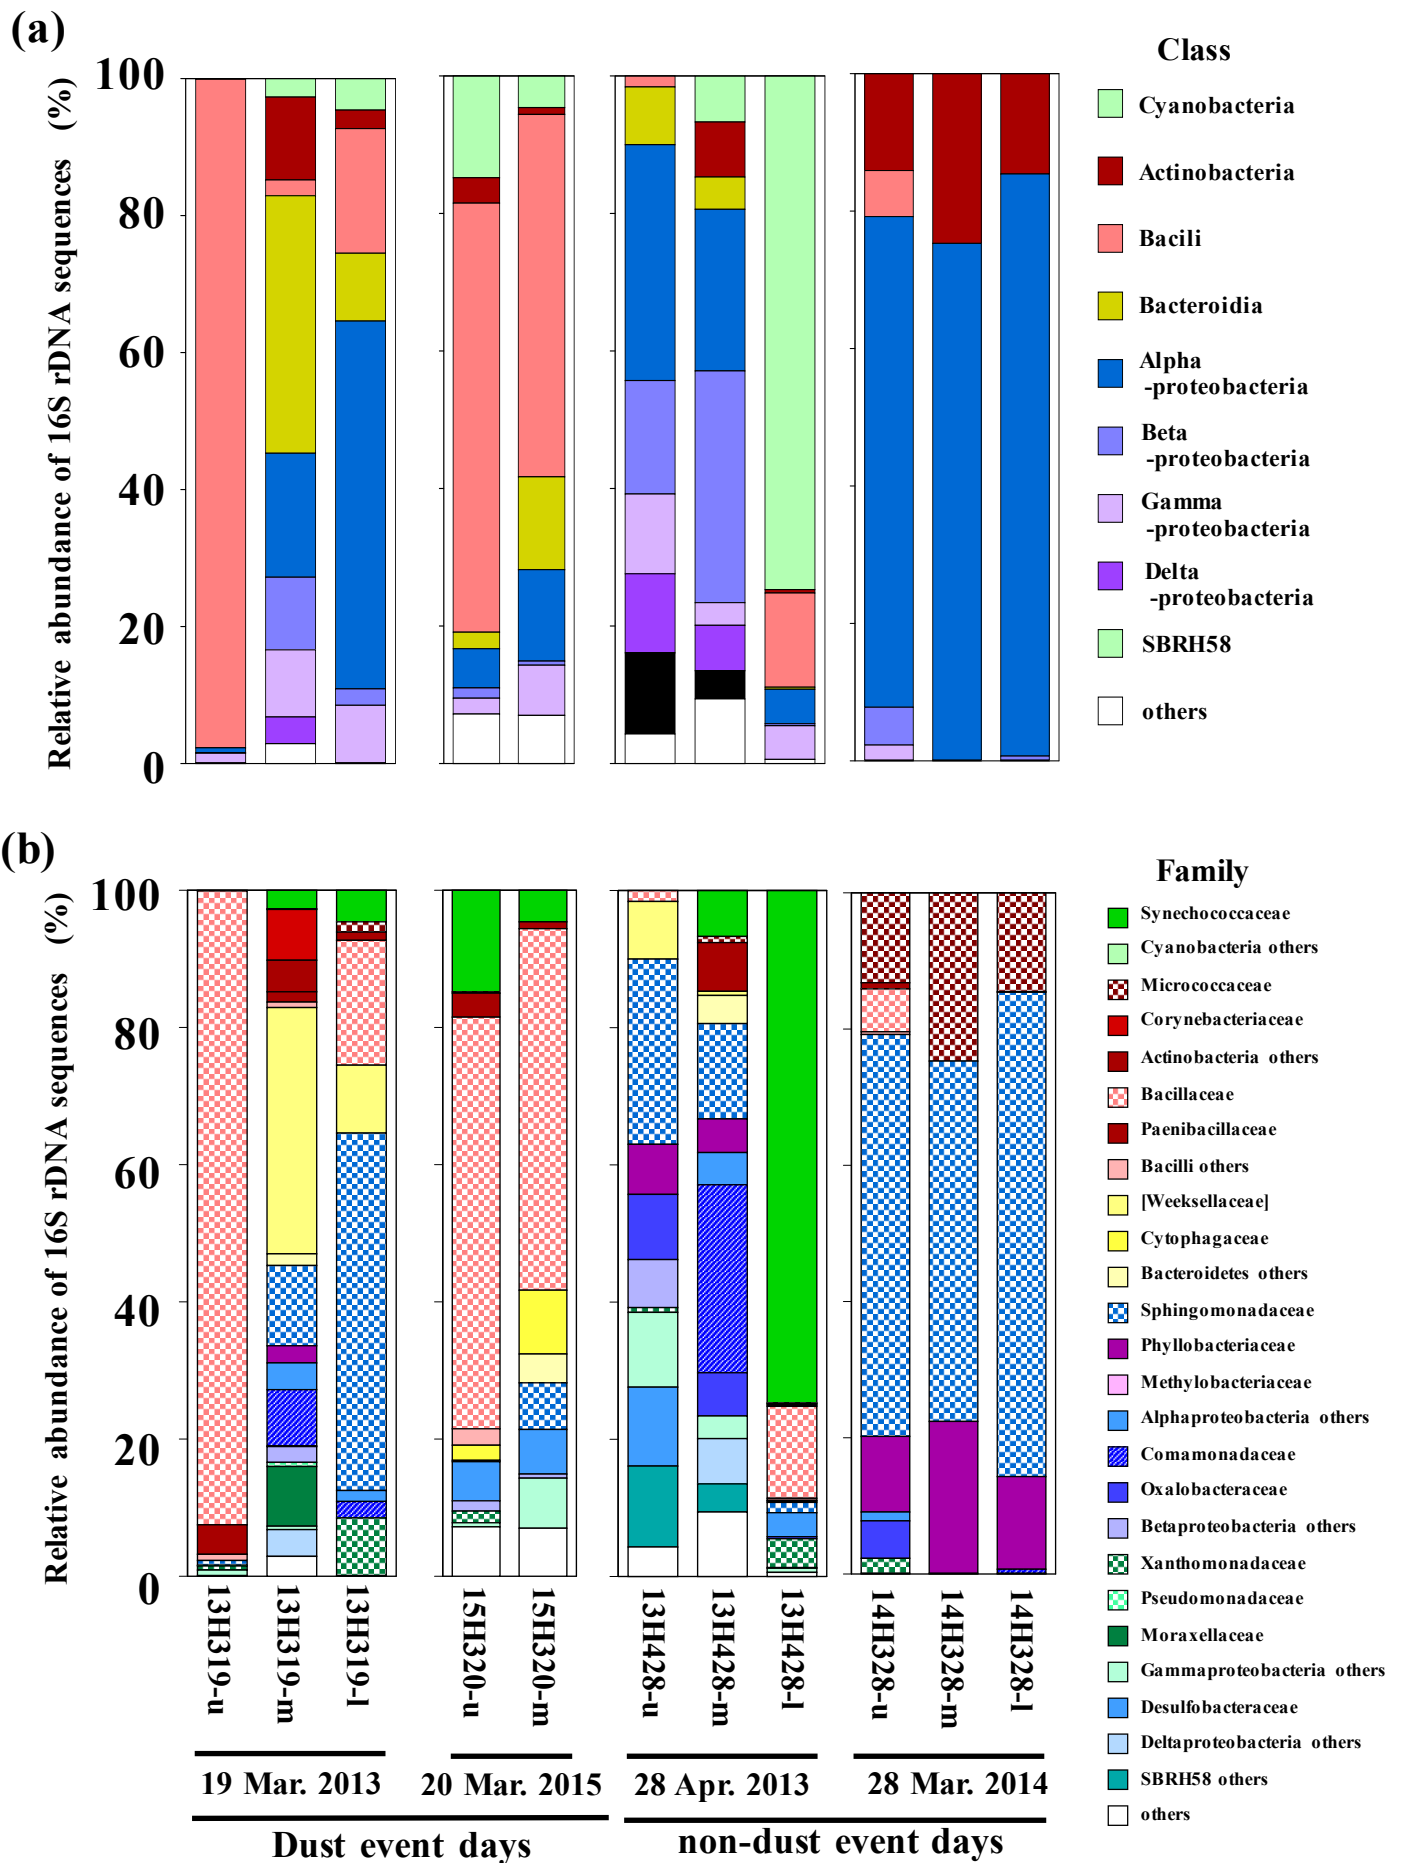 (a)
Relative abundance of 16S rDNA sequences (%)
100
80
60
40
20
0
Class
Cyanobacteria
Actinobacteria
Bacili
Bacteroidia
Alpha
-proteobacteria
Beta
-proteobacteria
Gamma
-proteobacteria
Delta
-proteobacteria
SBRH58
others
(b)
Relative abundance of 16S rDNA sequences (%)
100
80
60
40
20
0
Family
Synechococcaceae
Cyanobacteria others
Micrococcaceae
Corynebacteriaceae
Actinobacteria others
Bacillaceae
Paenibacillaceae
Bacilli others
[Weeksellaceae]
Cytophagaceae
Bacteroidetes others
Sphingomonadaceae
Phyllobacteriaceae
Methylobacteriaceae
Alphaproteobacteria others
Comamonadaceae
Oxalobacteraceae
Betaproteobacteria others
Xanthomonadaceae
Pseudomonadaceae
Moraxellaceae
Gammaproteobacteria others
Desulfobacteraceae
Deltaproteobacteria others
SBRH58 others
others
13H319-u
13H319-m
13H319-l
15H320-u
15H320-m
13H428-u
13H428-m
13H428-l
14H328-u
14H328-m
14H328-l
19 Mar. 2013
20 Mar. 2015
28 Apr. 2013
28 Mar. 2014
Dust event days
non-dust event days